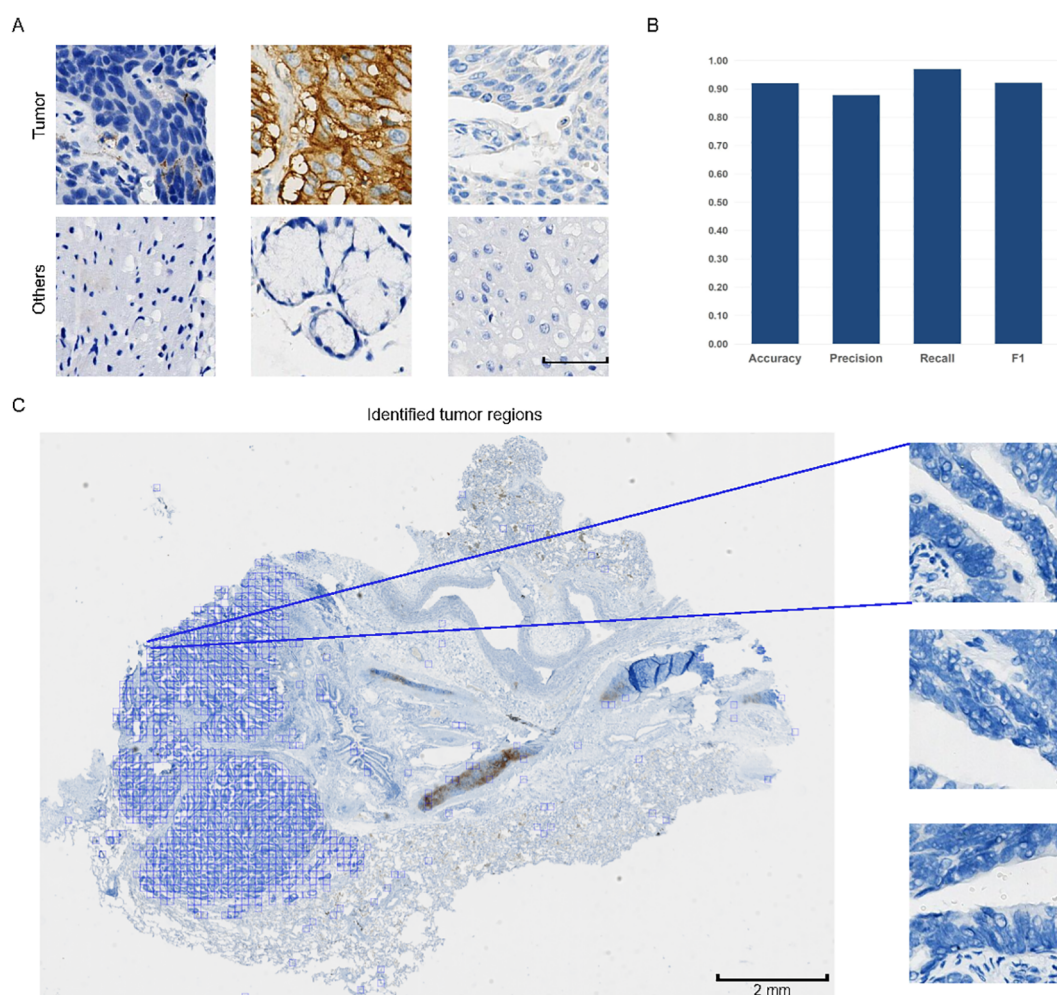 A
Tumor
Others
B
1.00
0.90
0.80
0.70
0.60
0.50
0.40
0.30
0.20
0.10
0.00
Accuracy Precision Recall F1
C
Identified tumor regions
2 mm